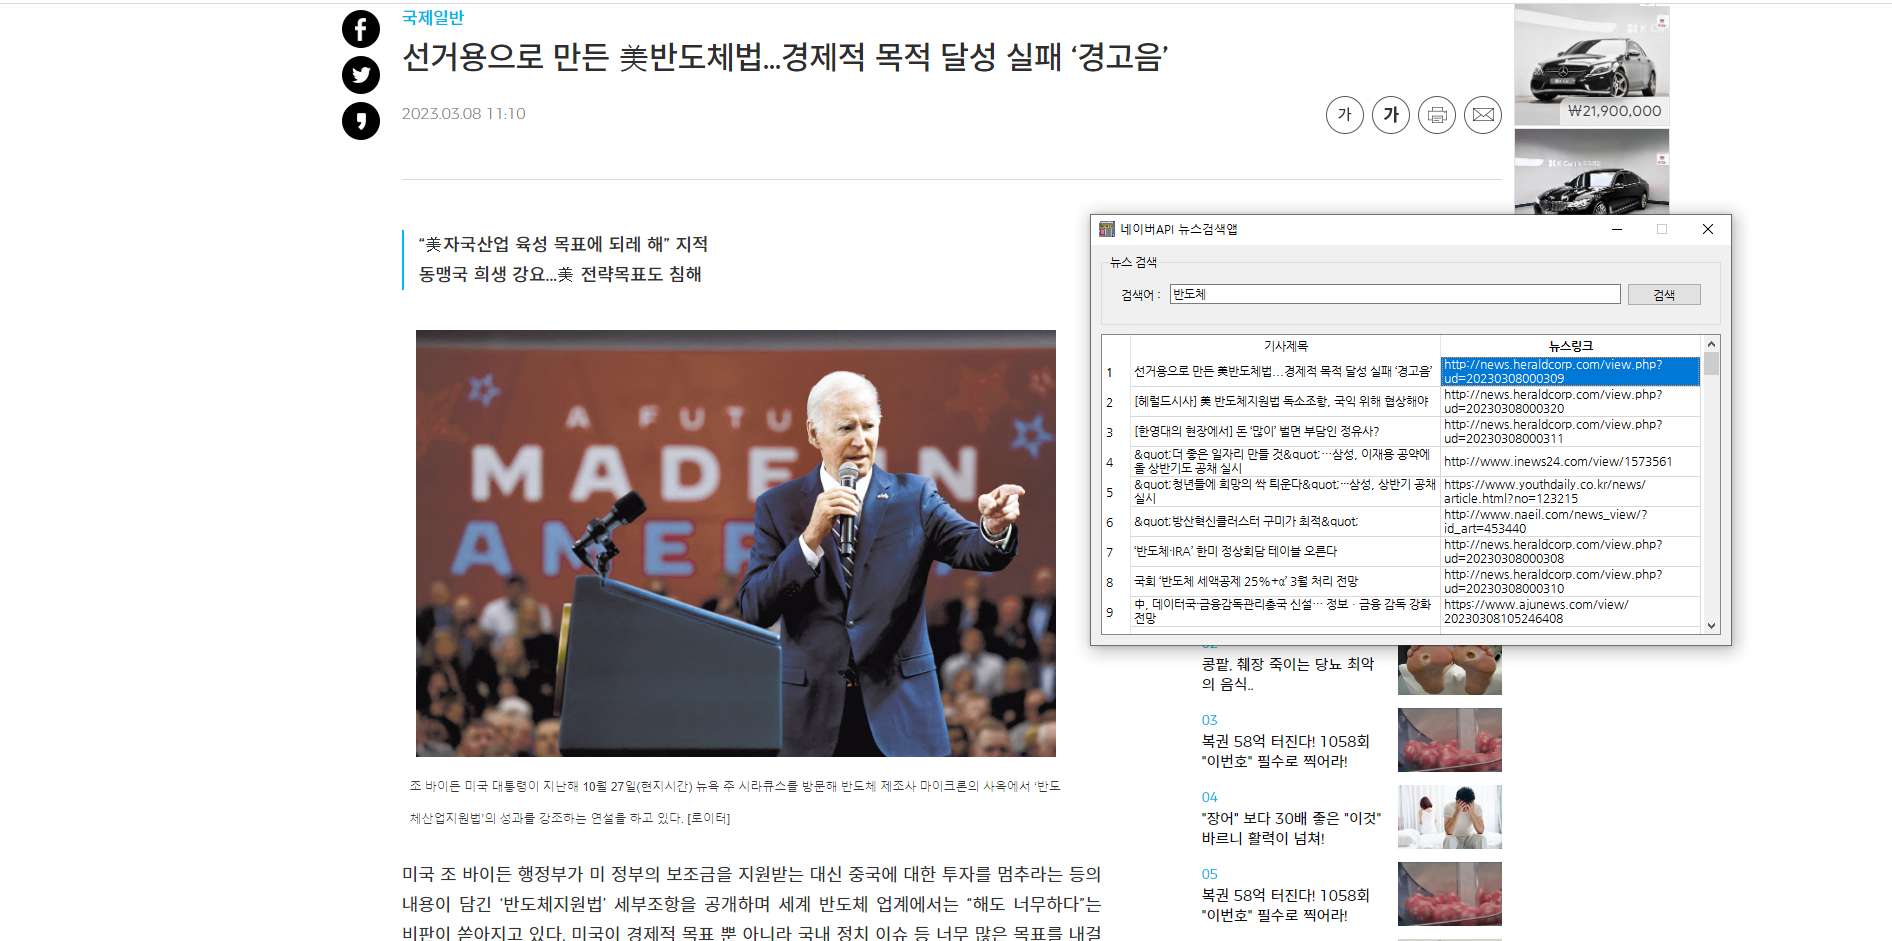 국제일반
선거용으로 만든 美반도체법...경제적 목적 달성 실패 ‘경고음’
2023.03.08 11:10
가
가
“美자국산업 육성 목표에 되레 해” 지적
동맹국 희생 강요...美 전략목표도 침해
A FUTU
MADE IN
AMER
조 바이든 미국 대통령이 지난해 10월 27일(현지시간) 뉴욕 주 시라큐스를 방문해 반도체 제조사 마이크론의 사옥에서 ‘반도
체산업지원법’의 성과를 강조하는 연설을 하고 있다. [로이터]
미국 조 바이든 행정부가 미 정부의 보조금을 지원받는 대신 중국에 대한 투자를 멈추라는 등의
내용이 담긴 ‘반도체지원법’ 세부조항을 공개하며 세계 반도체 업계에서는 “해도 너무하다”는
비판이 쏟아지고 있다. 미국이 경제적 목표 뿐 아니라 국내 정치 이슈 등 너무 많은 목표를 내걸
K Car
₩21,900,000
K Car
네이버API 뉴스검색앱
뉴스 검색
검색어 :
반도체
검색
기사제목 뉴스링크
1 선거용으로 만든 美반도체법…경제적 목적 달성 실패 ‘경고음’ http://news.heraldcorp.com/view.php?
ud=20230308000309
2 [헤럴드시사] 美 반도체지원법 독소조항, 국익 위해 협상해야 http://news.heraldcorp.com/view.php?
ud=20230308000320
3 [한영대의 현장에서] 돈 ‘많이’ 벌면 부담인 정유사? http://news.heraldcorp.com/view.php?
ud=20230308000311
4 &quot;더 좋은 일자리 만들 것&quot;…삼성, 이재용 공약에 http://www.inews24.com/view/1573561
올 상반기도 공채 실시
5 &quot;청년들에 희망의 싹 틔운다&quot;…삼성, 상반기 공채 https://www.youthdaily.co.kr/news/
실시 article.html?no=123215
6 &quot;방산혁신클러스터 구미가 최적&quot; http://www.naeil.com/news_view/?
id_art=453440
7 ‘반도체·IRA’ 한미 정상회담 테이블 오른다 http://news.heraldcorp.com/view.php?
ud=20230308000308
8 국회 ‘반도체 세액공제 25%+α’ 3월 처리 전망 http://news.heraldcorp.com/view.php?
ud=20230308000310
9 中, 데이터국·금융감독관리총국 신설… 정보ㆍ금융 감독 강화 https://www.ajunews.com/view/
전망 20230308105246408
02
콩팥, 췌장 죽이는 당뇨 최악
의 음식..
03
복권 58억 터진다! 1058회
"이번호" 필수로 찍어라!
04
"장어" 보다 30배 좋은 "이것"
바르니 활력이 넘쳐!
05
복권 58억 터진다! 1058회
"이번호" 필수로 찍어라!